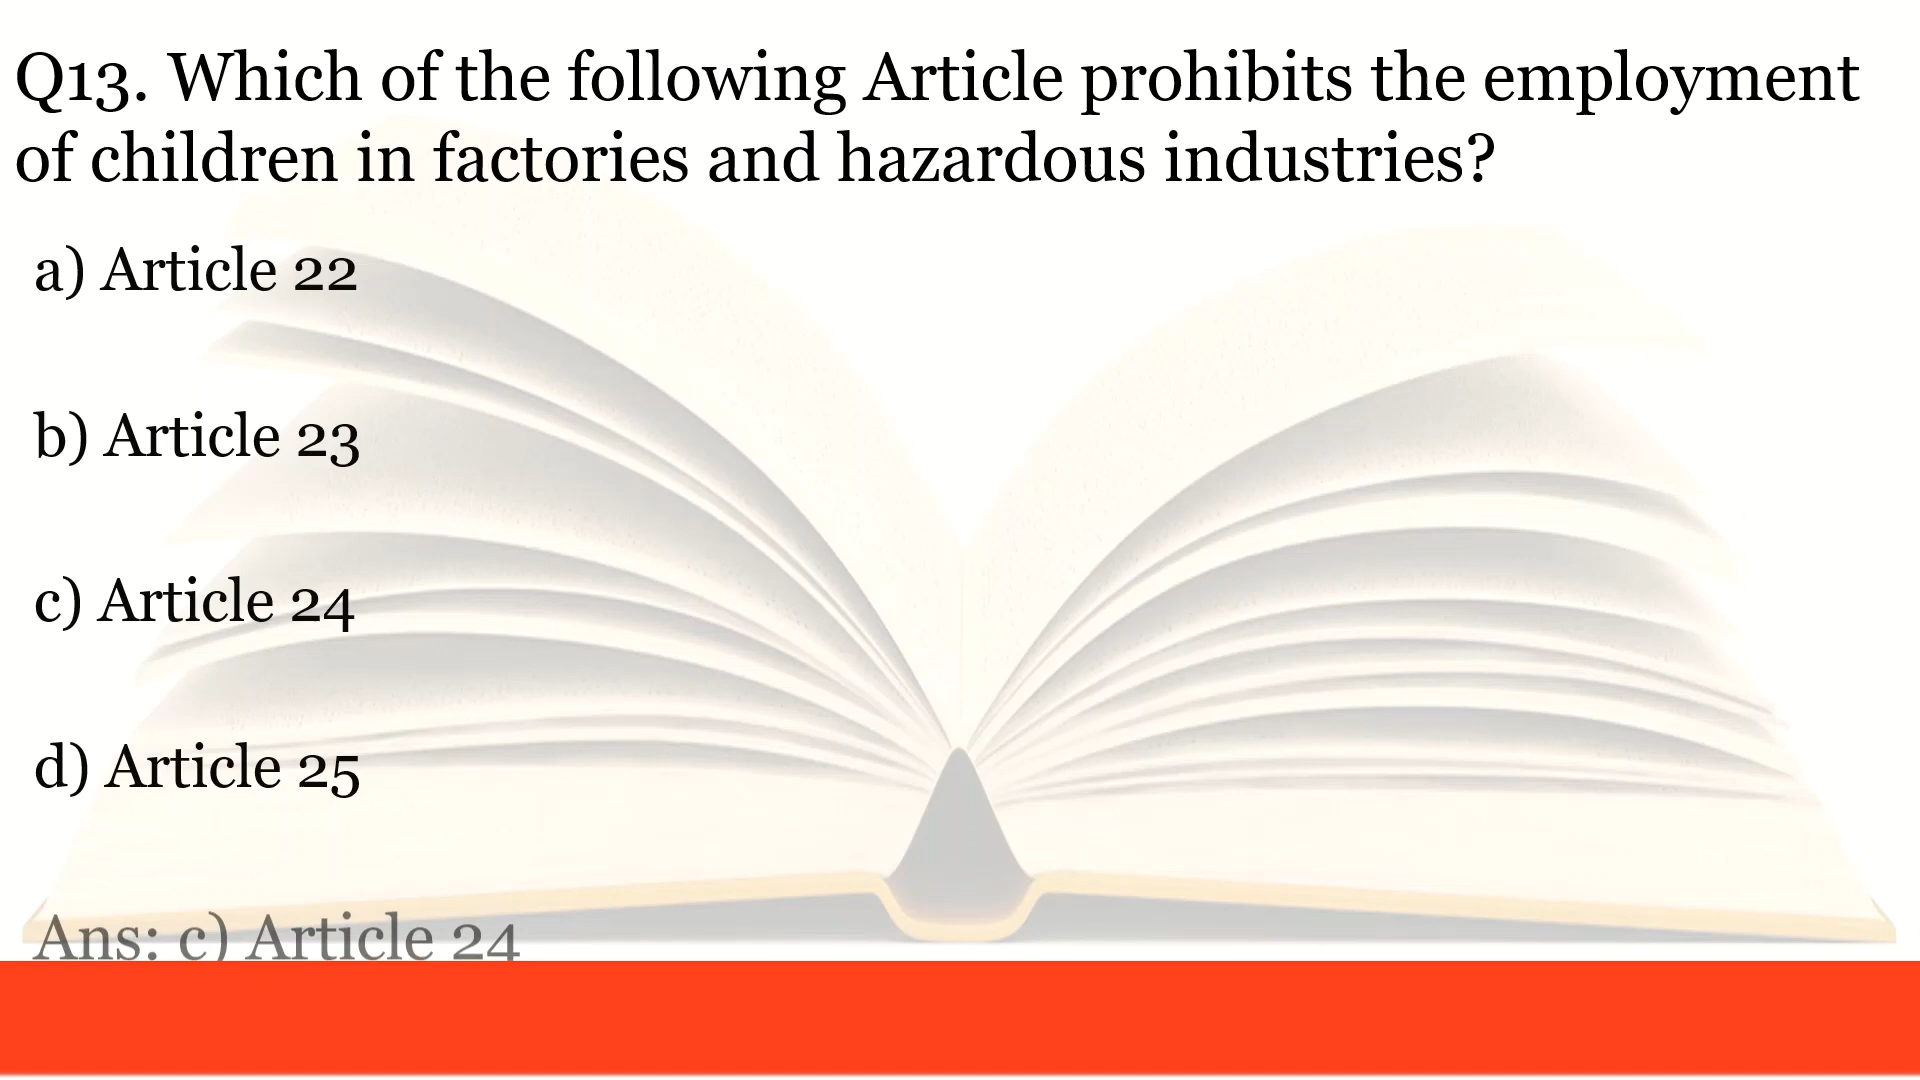 Q13. Which of the following Article prohibits the employment
of children in factories and hazardous industries?
a) Article 22
b) Article 23
c) Article 24
d) Article 25
Ans: c) Article 24